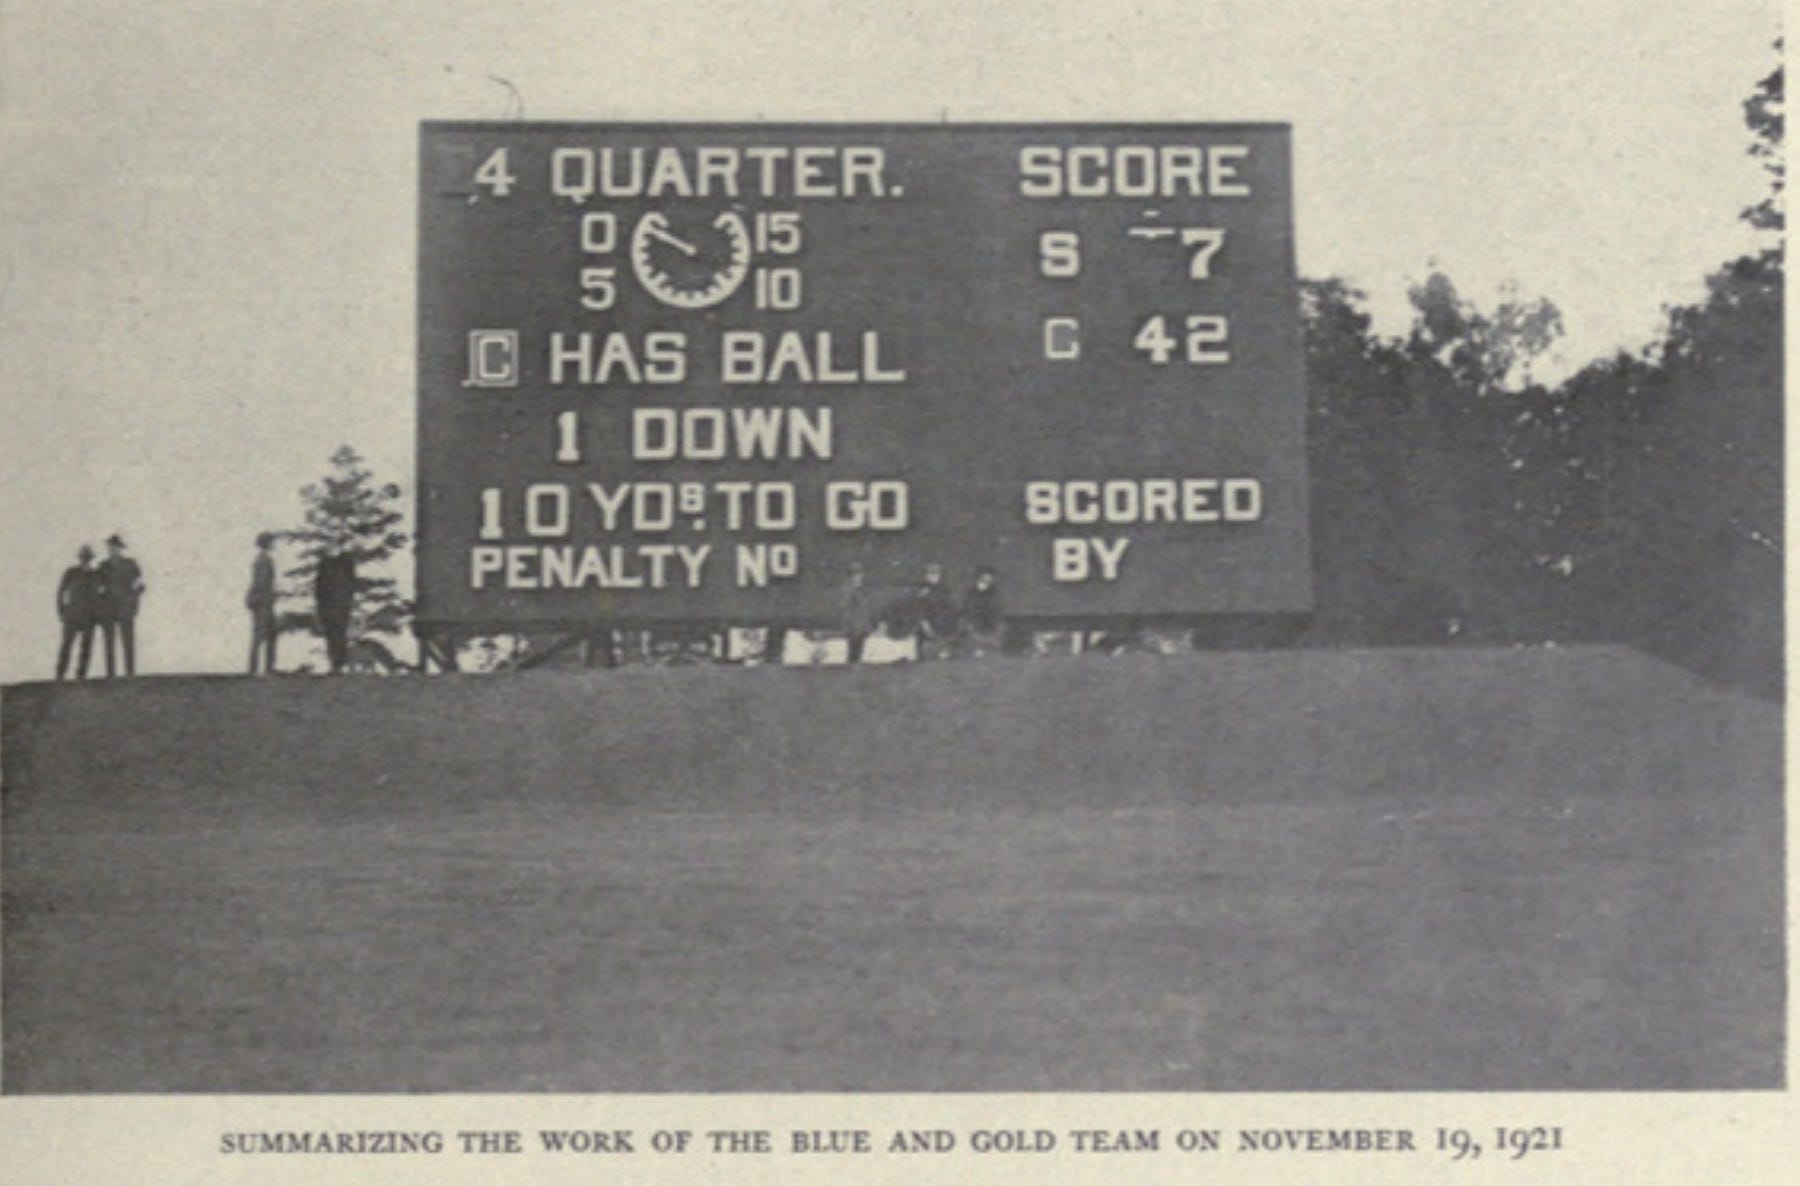 4 QUARTER.
0 15
5 10
C HAS BALL
1 DOWN
10 YDS. TO GO
PENALTY NO
SCORE
S 7
C 42
SCORED
BY
SUMMARIZING THE WORK OF THE BLUE AND GOLD TEAM ON NOVEMBER 19, 1921